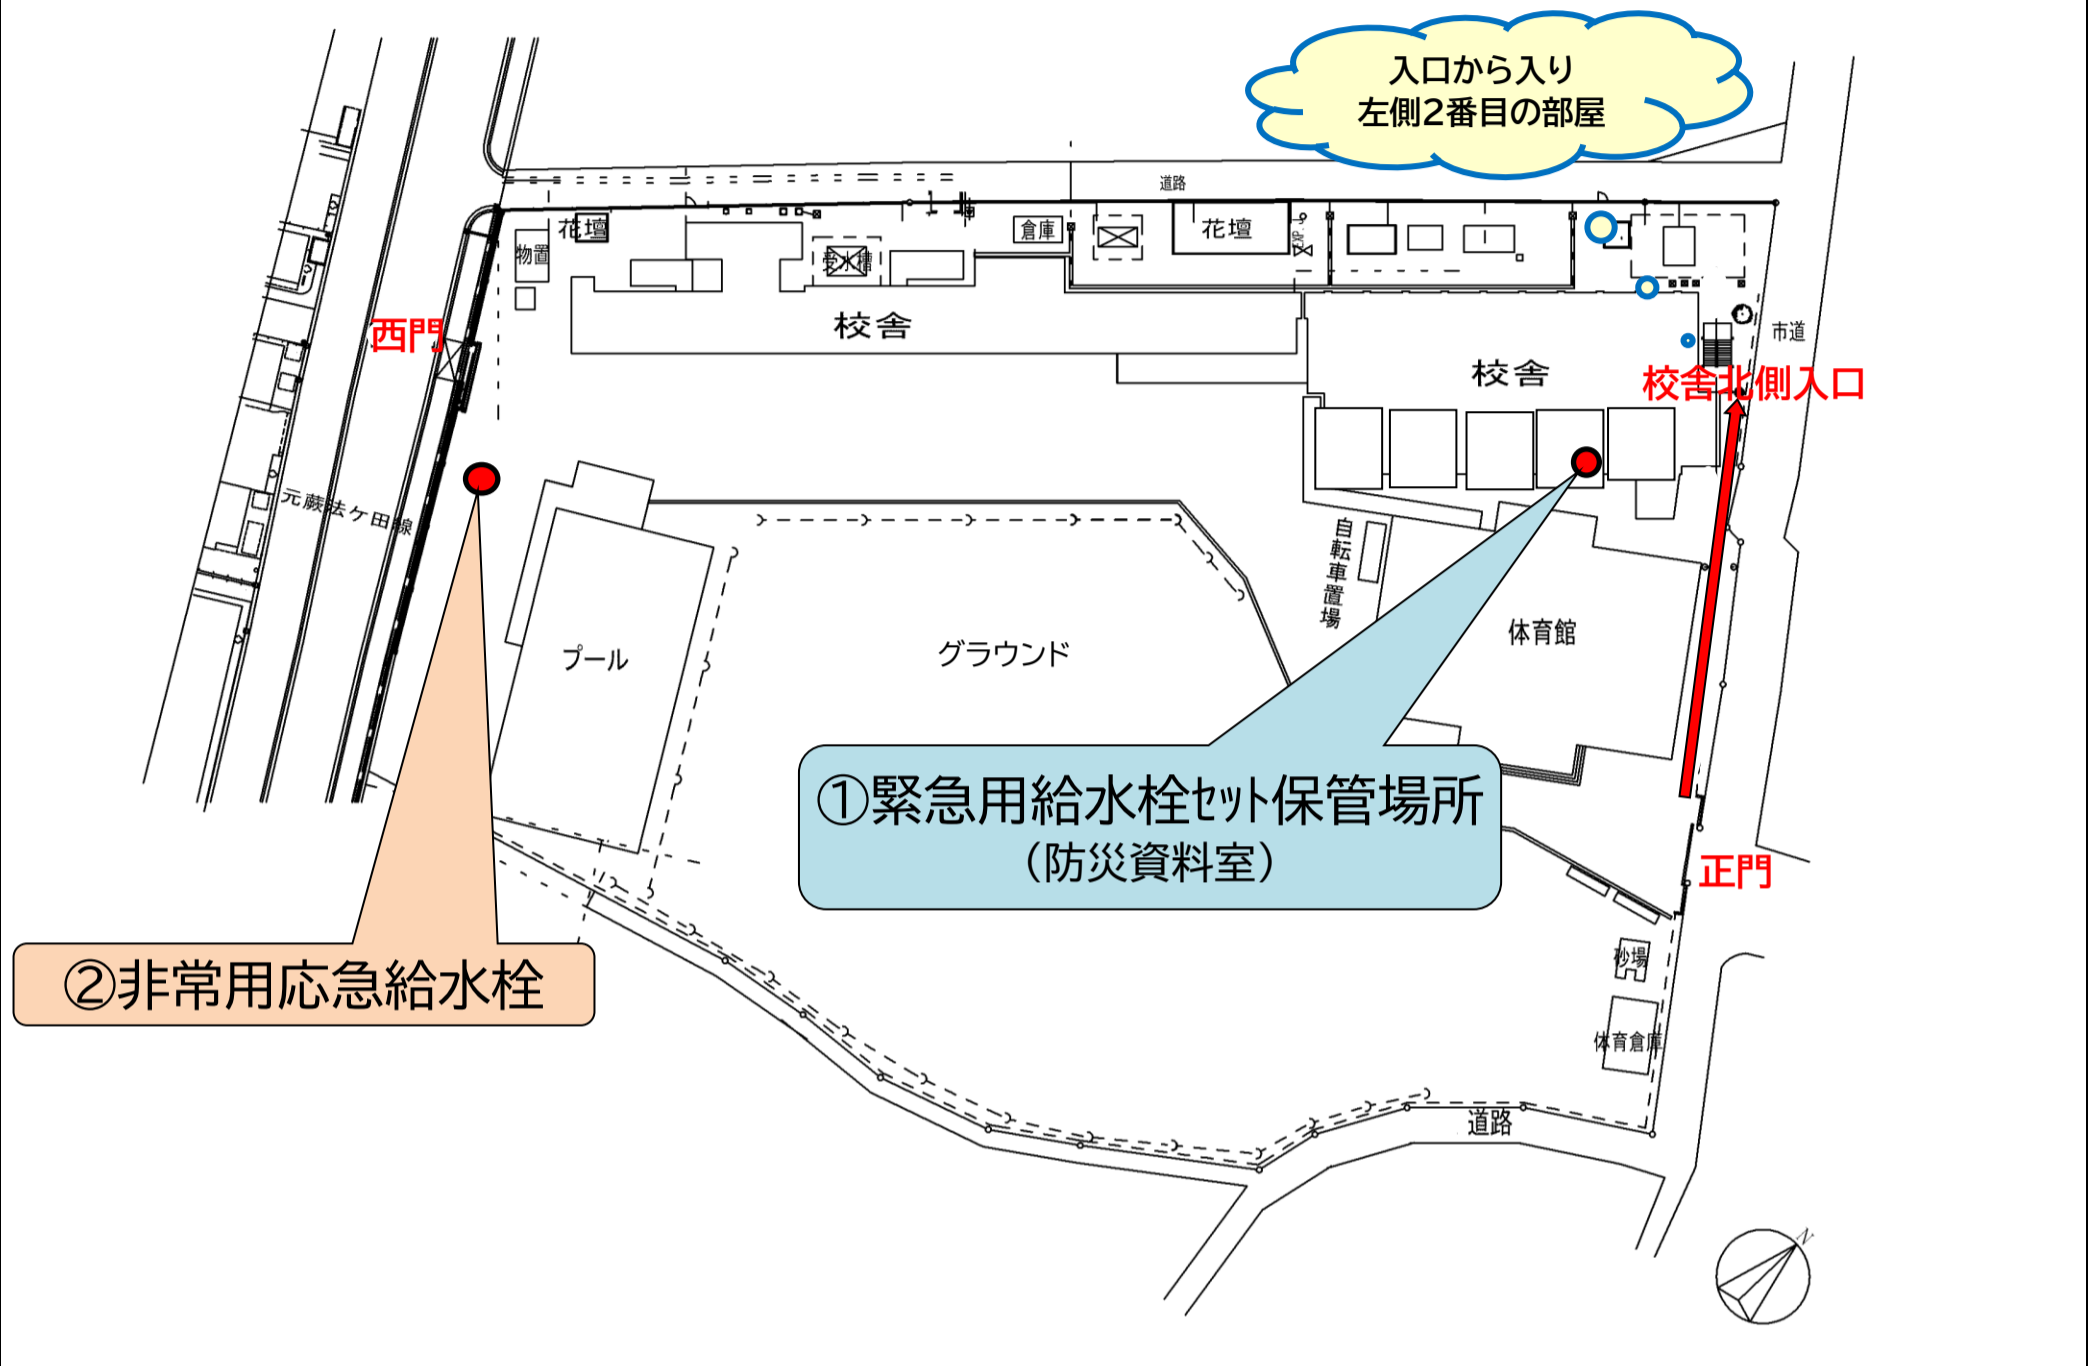 入口から入り
左側2番目の部屋
道路
花壇
物置
受水槽
倉庫
花壇
EXP.J
校舎
校舎
市道
西門
校舎北側入口
元蕨法ケ田線
自転車置場
体育館
プール
グラウンド
①緊急用給水栓ｾｯﾄ保管場所
（防災資料室）
正門
②非常用応急給水栓
砂場
体育倉庫
道路
N